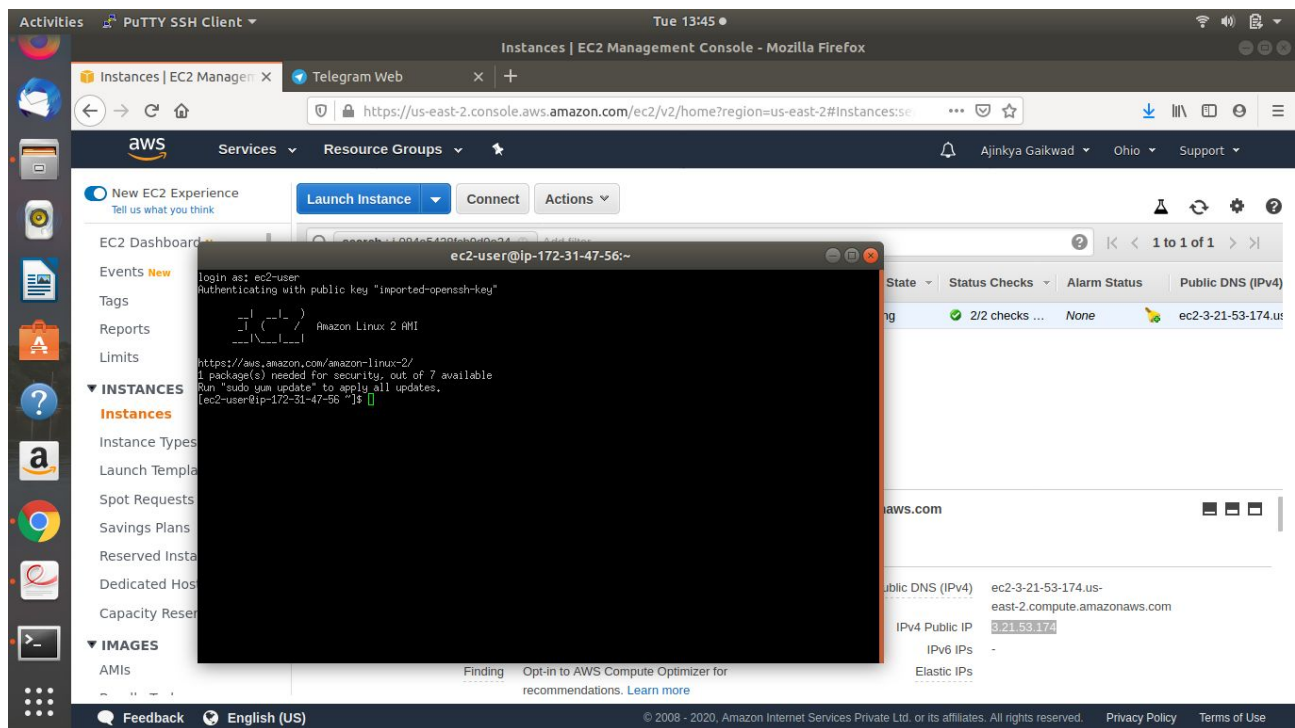 Activities PuTTY SSH Client Tue 13:45
Instances | EC2 Management Console - Mozilla Firefox
Instances | EC2 Managem Telegram Web
https://us-east-2.console.aws.amazon.com/ec2/v2/home?region=us-east-2#Instances:se
aws Services Resource Groups Ajinkya Gaikwad Ohio Support
New EC2 Experience
Tell us what you think
Launch Instance Connect Actions
EC2 Dashboard
1 to 1 of 1
Events New
Tags
Reports
Limits
INSTANCES
Instances
Instance Types
Launch Templa
Spot Requests
Savings Plans
Reserved Insta
Dedicated Hos
Capacity Reser
IMAGES
AMIs
ec2-user@ip-172-31-47-56:~
login as: ec2-user
Authenticating with public key "imported-openssh-key"
__| __|_ )
_| ( / Amazon Linux 2 AMI
___|\___|___|
https://aws.amazon.com/amazon-linux-2/
1 package(s) needed for security, out of 7 available
Run "sudo yum update" to apply all updates.
[ec2-user@ip-172-31-47-56 ~]$
State Status Checks Alarm Status Public DNS (IPv4)
ng 2/2 checks ... None ec2-3-21-53-174.us
naws.com
ublic DNS (IPv4) ec2-3-21-53-174.us-
east-2.compute.amazonaws.com
IPv4 Public IP 3.21.53.174
IPv6 IPs -
Elastic IPs
Finding Opt-in to AWS Compute Optimizer for
recommendations. Learn more
Feedback English (US) © 2008 - 2020, Amazon Internet Services Private Ltd. or its affiliates. All rights reserved. Privacy Policy Terms of Use